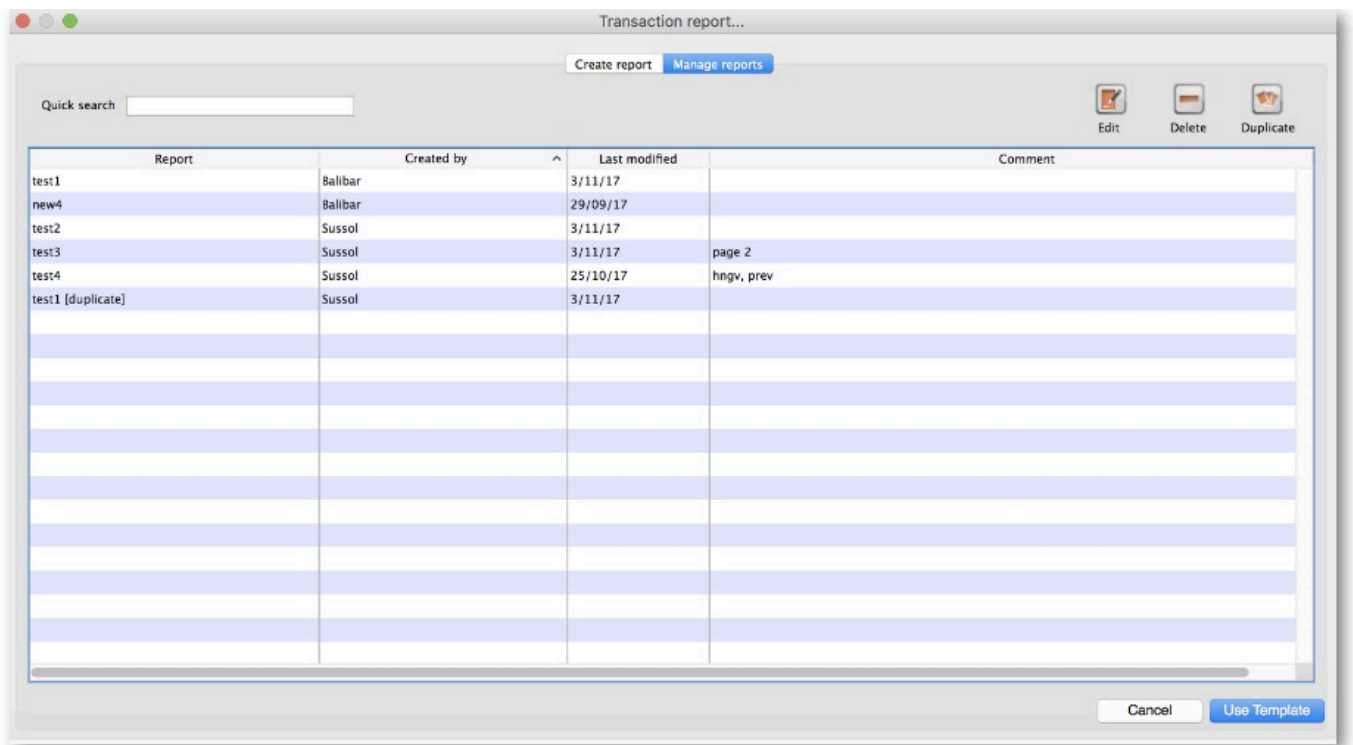 Transaction report...
Create report Manage reports
Quick search
Edit Delete Duplicate
Report Created by Last modified Comment
test1 Balibar 3/11/17
new4 Balibar 29/09/17
test2 Sussol 3/11/17
test3 Sussol 3/11/17 page 2
test4 Sussol 25/10/17 hngv, prev
test1 [duplicate] Sussol 3/11/17
Cancel Use Template